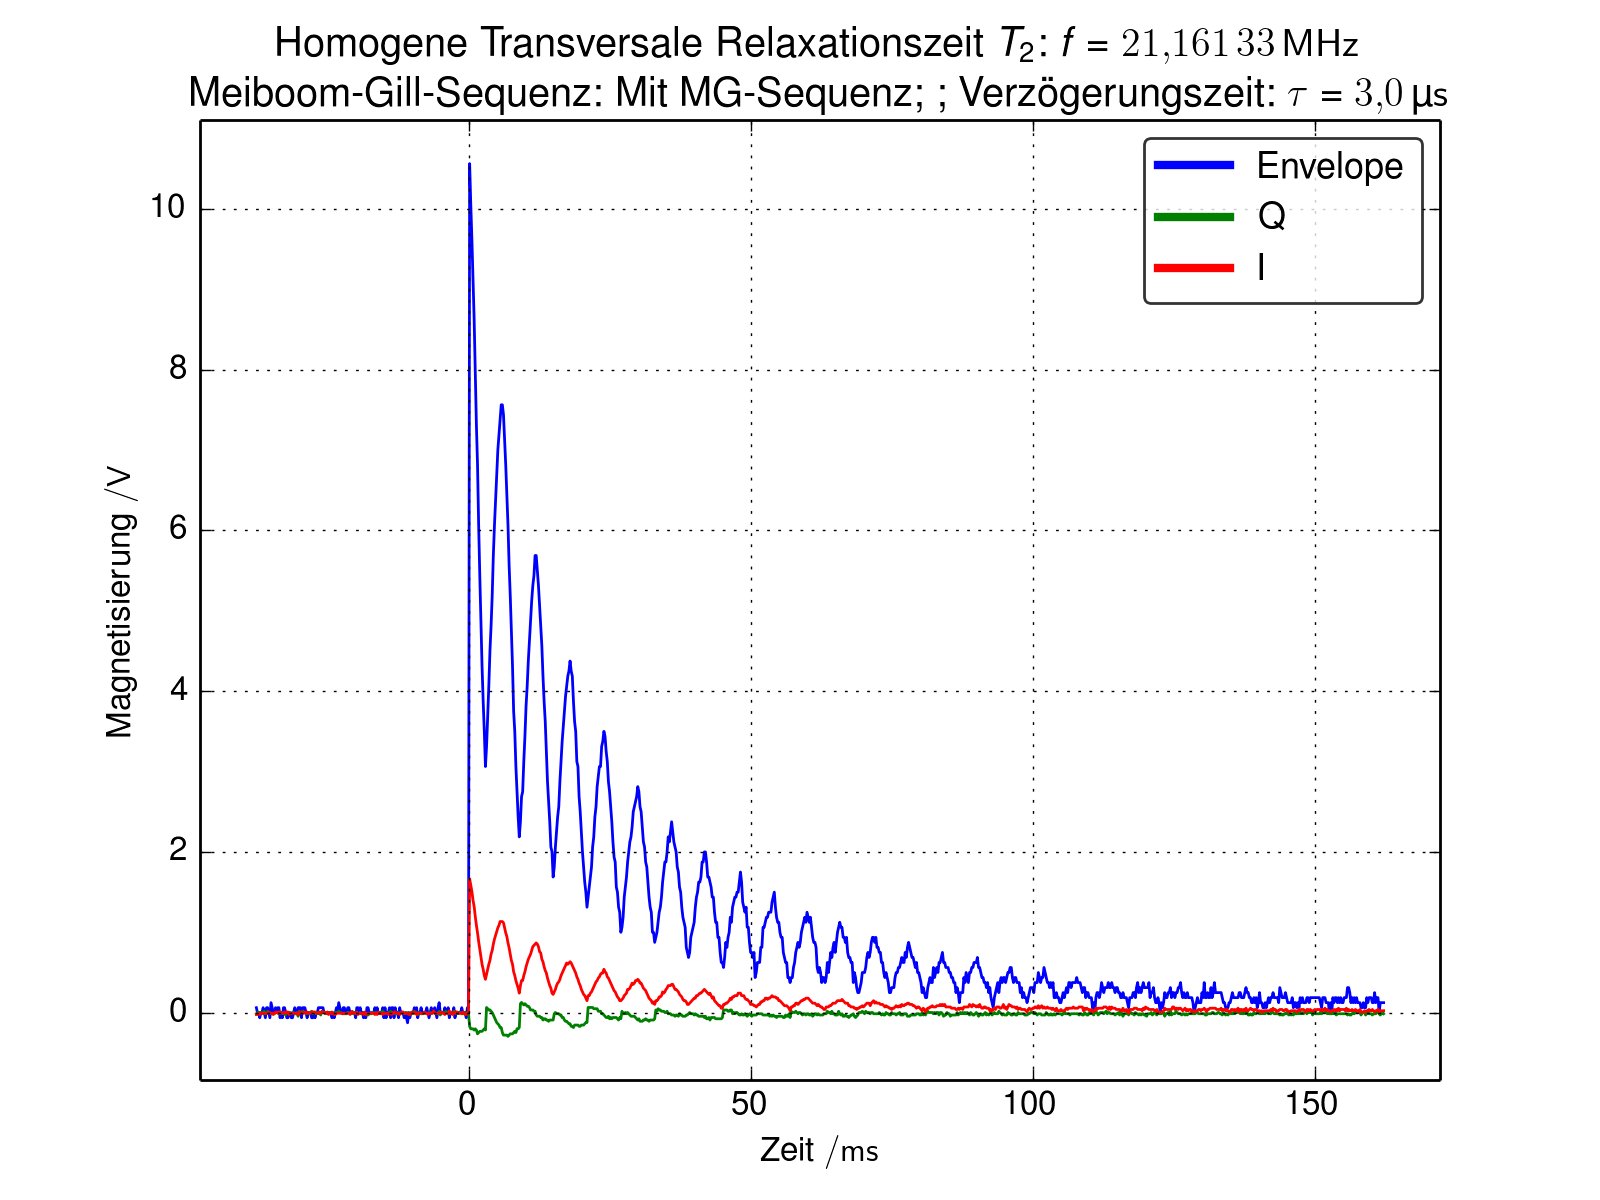 Homogene Transversale Relaxationszeit T₂: f = 21,161 33 MHz
Meiboom-Gill-Sequenz: Mit MG-Sequenz; ; Verzögerungszeit: τ = 3,0 µs
Envelope
Q
I
10
8
6
4
2
0
Magnetisierung /V
0 50 100 150
Zeit /ms